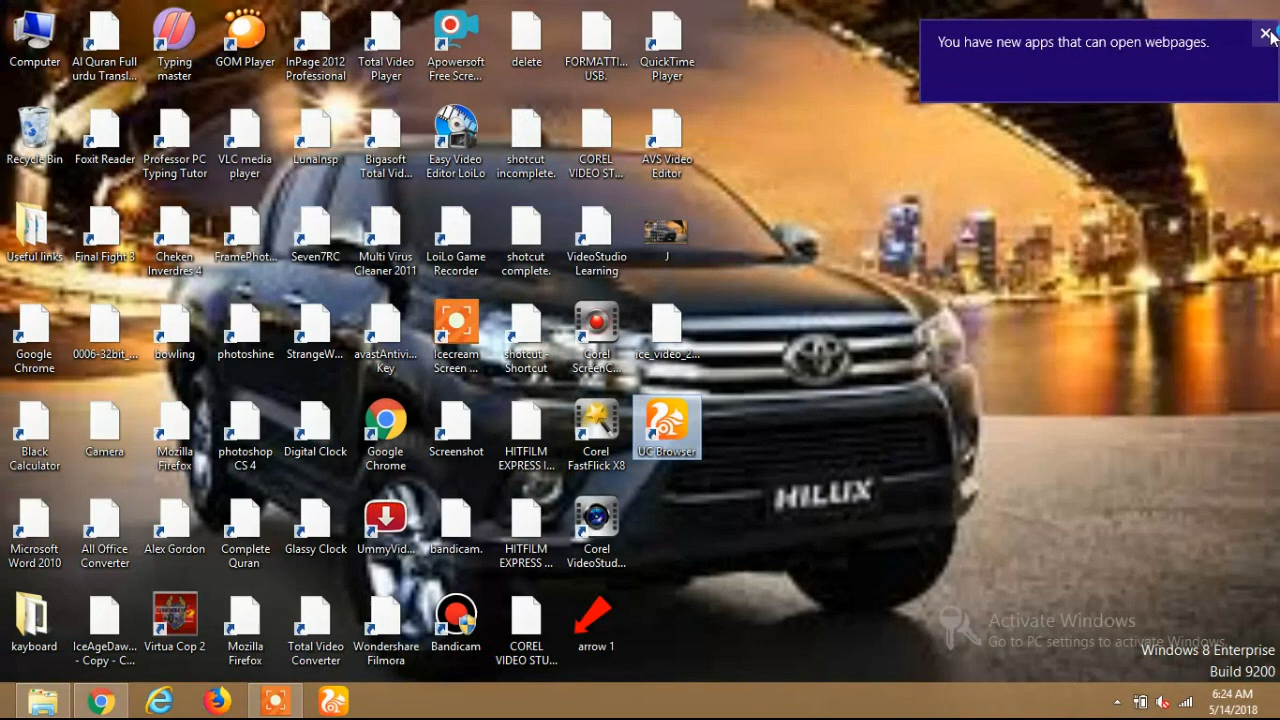 You have new apps that can open webpages.
Computer
Al Quran Full
urdu Transl...
Typing
master
GOM Player
InPage 2012
Professional
Total Video
Player
Apowersoft
Free Scre...
delete
FORMATTI...
USB.
QuickTime
Player
Recycle Bin
Foxit Reader
Professor PC
Typing Tutor
VLC media
player
LunaInsp
Bigasoft
Total Vid...
Easy Video
Editor LoiLo
shotcut
incomplete.
COREL
VIDEO ST...
AVS Video
Editor
Useful links
Final Fight 3
Cheken
Inverdres 4
FramePhot...
Seven7RC
Multi Virus
Cleaner 2011
LoiLo Game
Recorder
shotcut
complete.
VideoStudio
Learning
J
Google
Chrome
0006-32bit_...
bowling
photoshine
StrangeW...
avastAntivi...
Key
Icecream
Screen ...
shotcut -
Shortcut
Corel
ScreenC...
ice_video_2...
Black
Calculator
Camera
Mozilla
Firefox
photoshop
CS 4
Digital Clock
Google
Chrome
Screenshot
HITFILM
EXPRESS I...
Corel
FastFlick X8
UC Browser
HILUX
Microsoft
Word 2010
All Office
Converter
Alex Gordon
Complete
Quran
Glassy Clock
UmmyVid...
bandicam.
HITFILM
EXPRESS ...
Corel
VideoStud...
kayboard
IceAgeDaw...
- Copy - C...
Virtua Cop 2
Mozilla
Firefox
Total Video
Converter
Wondershare
Filmora
Bandicam
COREL
VIDEO STU...
arrow 1
Activate Windows
Go to PC settings to activate Windows.
Windows 8 Enterprise
Build 9200
6:24 AM
5/14/2018